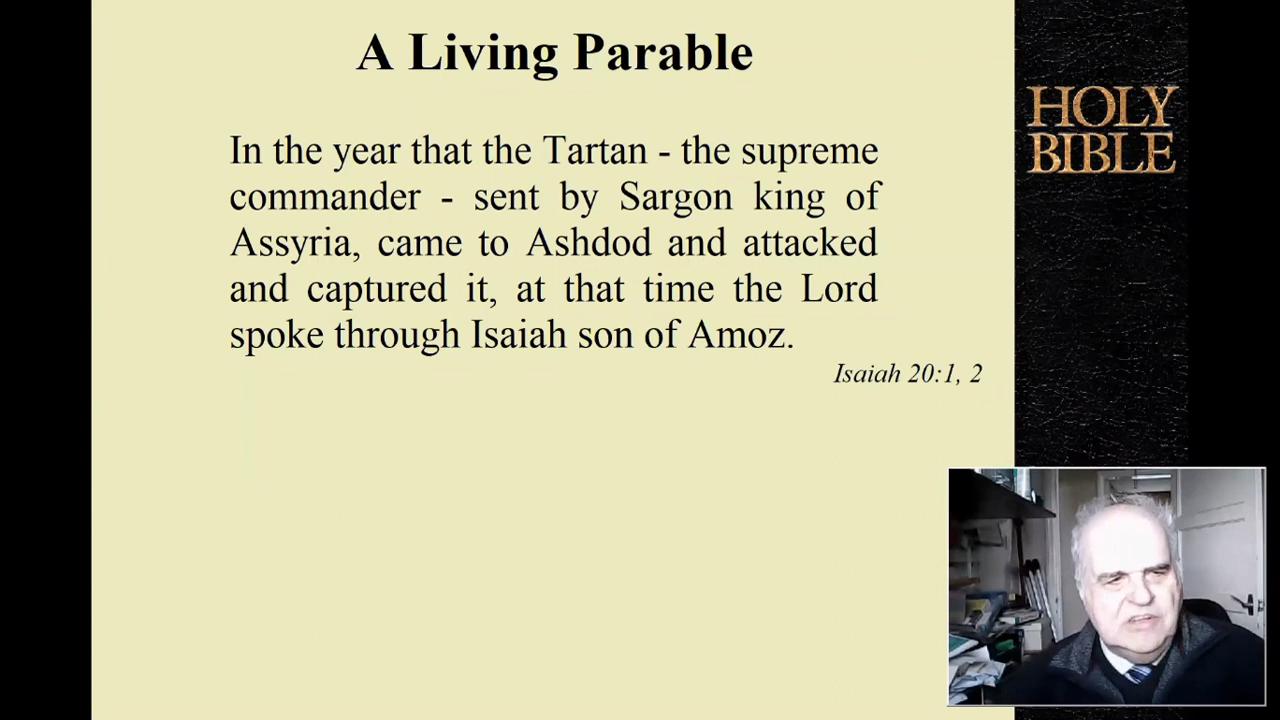 A Living Parable
In the year that the Tartan - the supreme
commander - sent by Sargon king of
Assyria, came to Ashdod and attacked
and captured it, at that time the Lord
spoke through Isaiah son of Amoz.
Isaiah 20:1, 2
HOLY
BIBLE